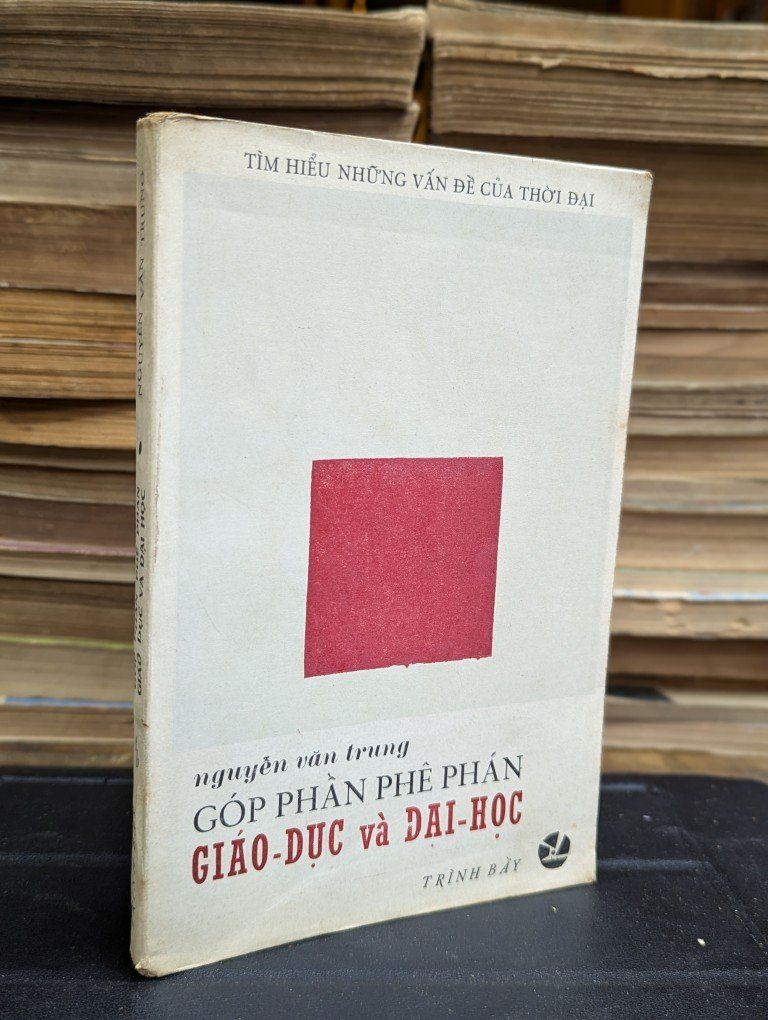 TÌM HIỂU NHỮNG VẤN ĐỀ CỦA THỜI ĐẠI
nguyễn văn trung
GÓP PHẦN PHÊ PHÁN
GIÁO-DỤC và ĐẠI-HỌC
TRÌNH BẦY
NGUYỄN VĂN TRUNG
GIÁO DỤC VÀ ĐẠI HỌC